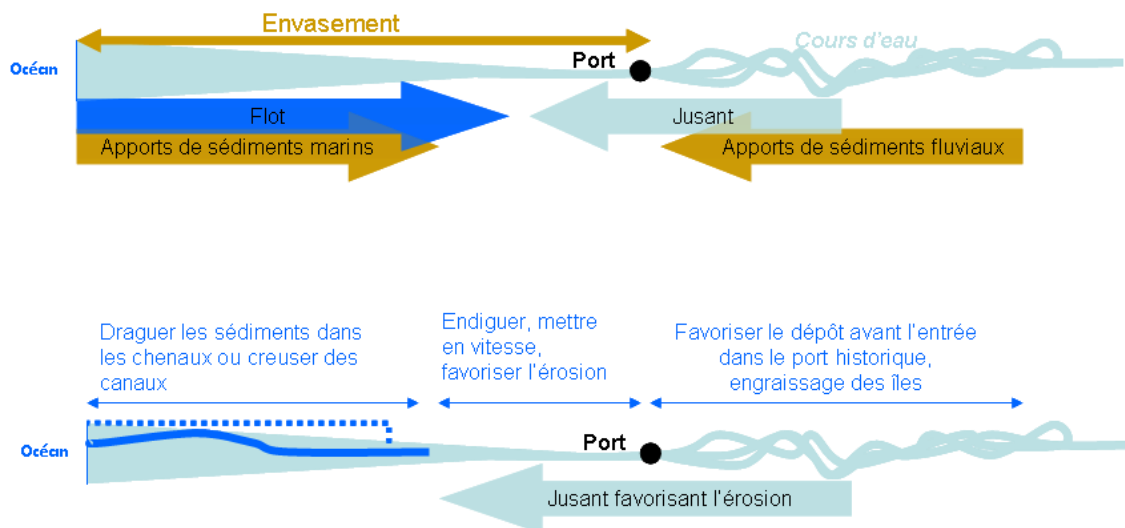 Envasement
Cours d'eau
Port
Océan
Flot
Jusant
Apports de sédiments marins
Apports de sédiments fluviaux
Draguer les sédiments dans
les chenaux ou creuser des
canaux
Endiguer, mettre
en vitesse,
favoriser l'érosion
Favoriser le dépôt avant l'entrée
dans le port historique,
engraissage des îles
Port
Océan
Jusant favorisant l'érosion